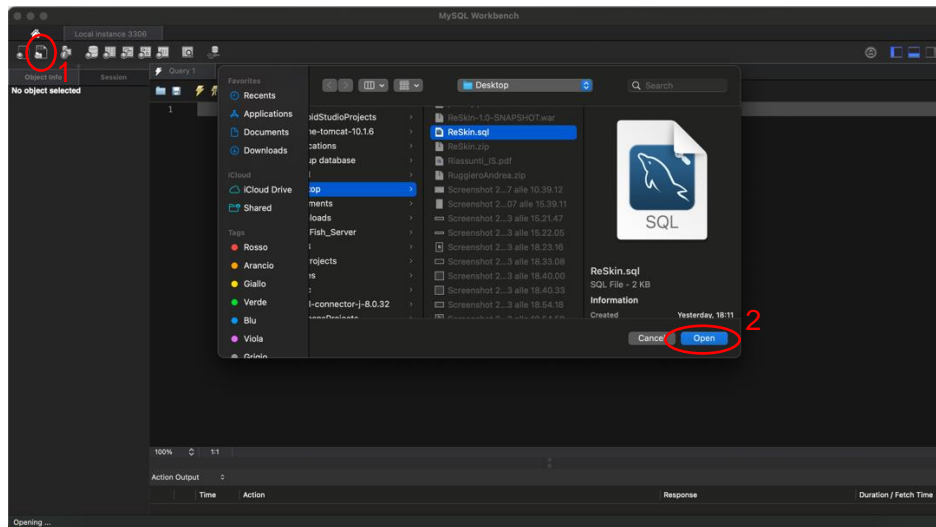 MySQL Workbench
Local instance 3306
1
Object Info Session
No object selected
Query 1
1
Favorites
Recents
Applications
Documents
Downloads
iCloud
iCloud Drive
Shared
Tags
Rosso
Arancio
Giallo
Verde
Blu
Viola
Grigio
Desktop
Search
oidStudioProjects
e-tomcat-10.1.6
cations
up database
top
ments
loads
Fish_Server
rojects
es
l-connector-j-8.0.32
ReSkin-1.0-SNAPSHOT.war
ReSkin.sql
ReSkin.zip
Riassunti_IS.pdf
RuggieroAndrea.zip
Screenshot 2...7 alle 10.39.12
Screenshot 2...07 alle 15.39.11
Screenshot 2...3 alle 15.21.47
Screenshot 2...3 alle 15.22.05
Screenshot 2...3 alle 18.23.16
Screenshot 2...3 alle 18.33.08
Screenshot 2...3 alle 18.40.00
Screenshot 2...3 alle 18.40.33
Screenshot 2...3 alle 18.54.18
SQL
ReSkin.sql
SQL File - 2 KB
Information
Created Yesterday, 18:11
2
Cancel Open
100% 1:1
Action Output
Time Action Response Duration / Fetch Time
Opening ...